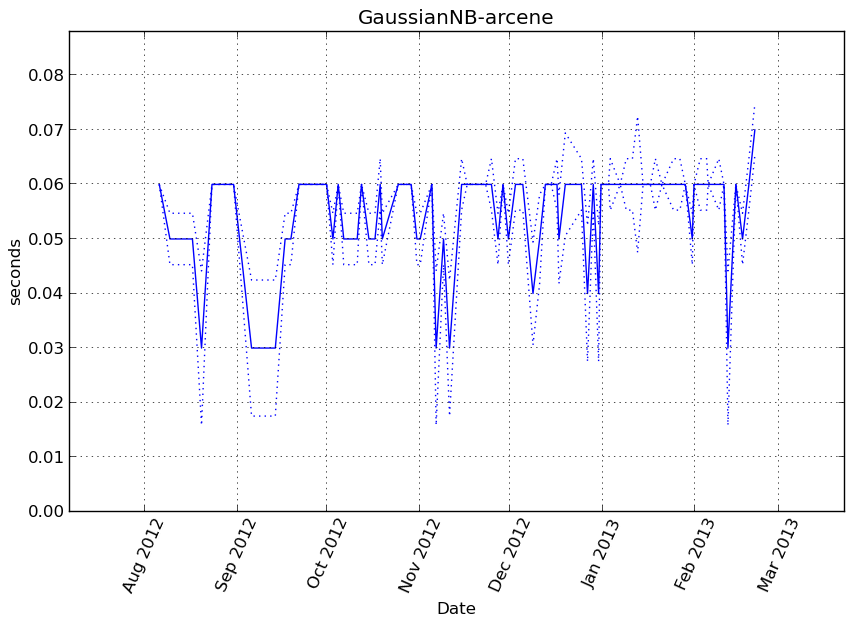 GaussianNB-arcene
0.08
0.07
0.06
0.05
0.04
0.03
0.02
0.01
0.00
seconds
Aug 2012
Sep 2012
Oct 2012
Nov 2012
Dec 2012
Jan 2013
Feb 2013
Mar 2013
Date